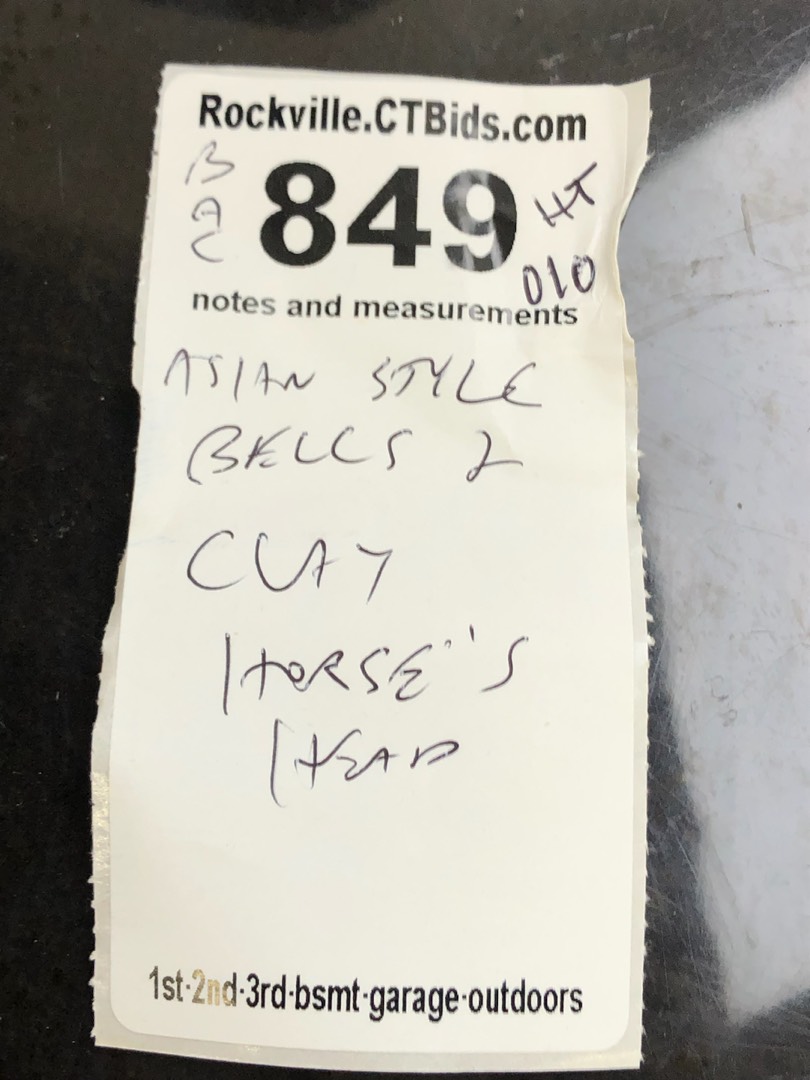 Rockville.CTBids.com
BAC
849
HT
010
notes and measurements
ASIAN STYLE
BELLS 2
CLAY
HORSE'S
HEAD
1st·2nd·3rd·bsmt·garage·outdoors